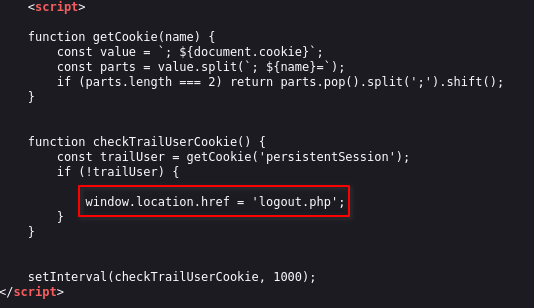 <script>
function getCookie(name) {
const value = `; ${document.cookie}`;
const parts = value.split(`; ${name}=`);
if (parts.length === 2) return parts.pop().split(';').shift();
}
function checkTrailUserCookie() {
const trailUser = getCookie('persistentSession');
if (!trailUser) {
window.location.href = 'logout.php';
}
}
setInterval(checkTrailUserCookie, 1000);
</script>